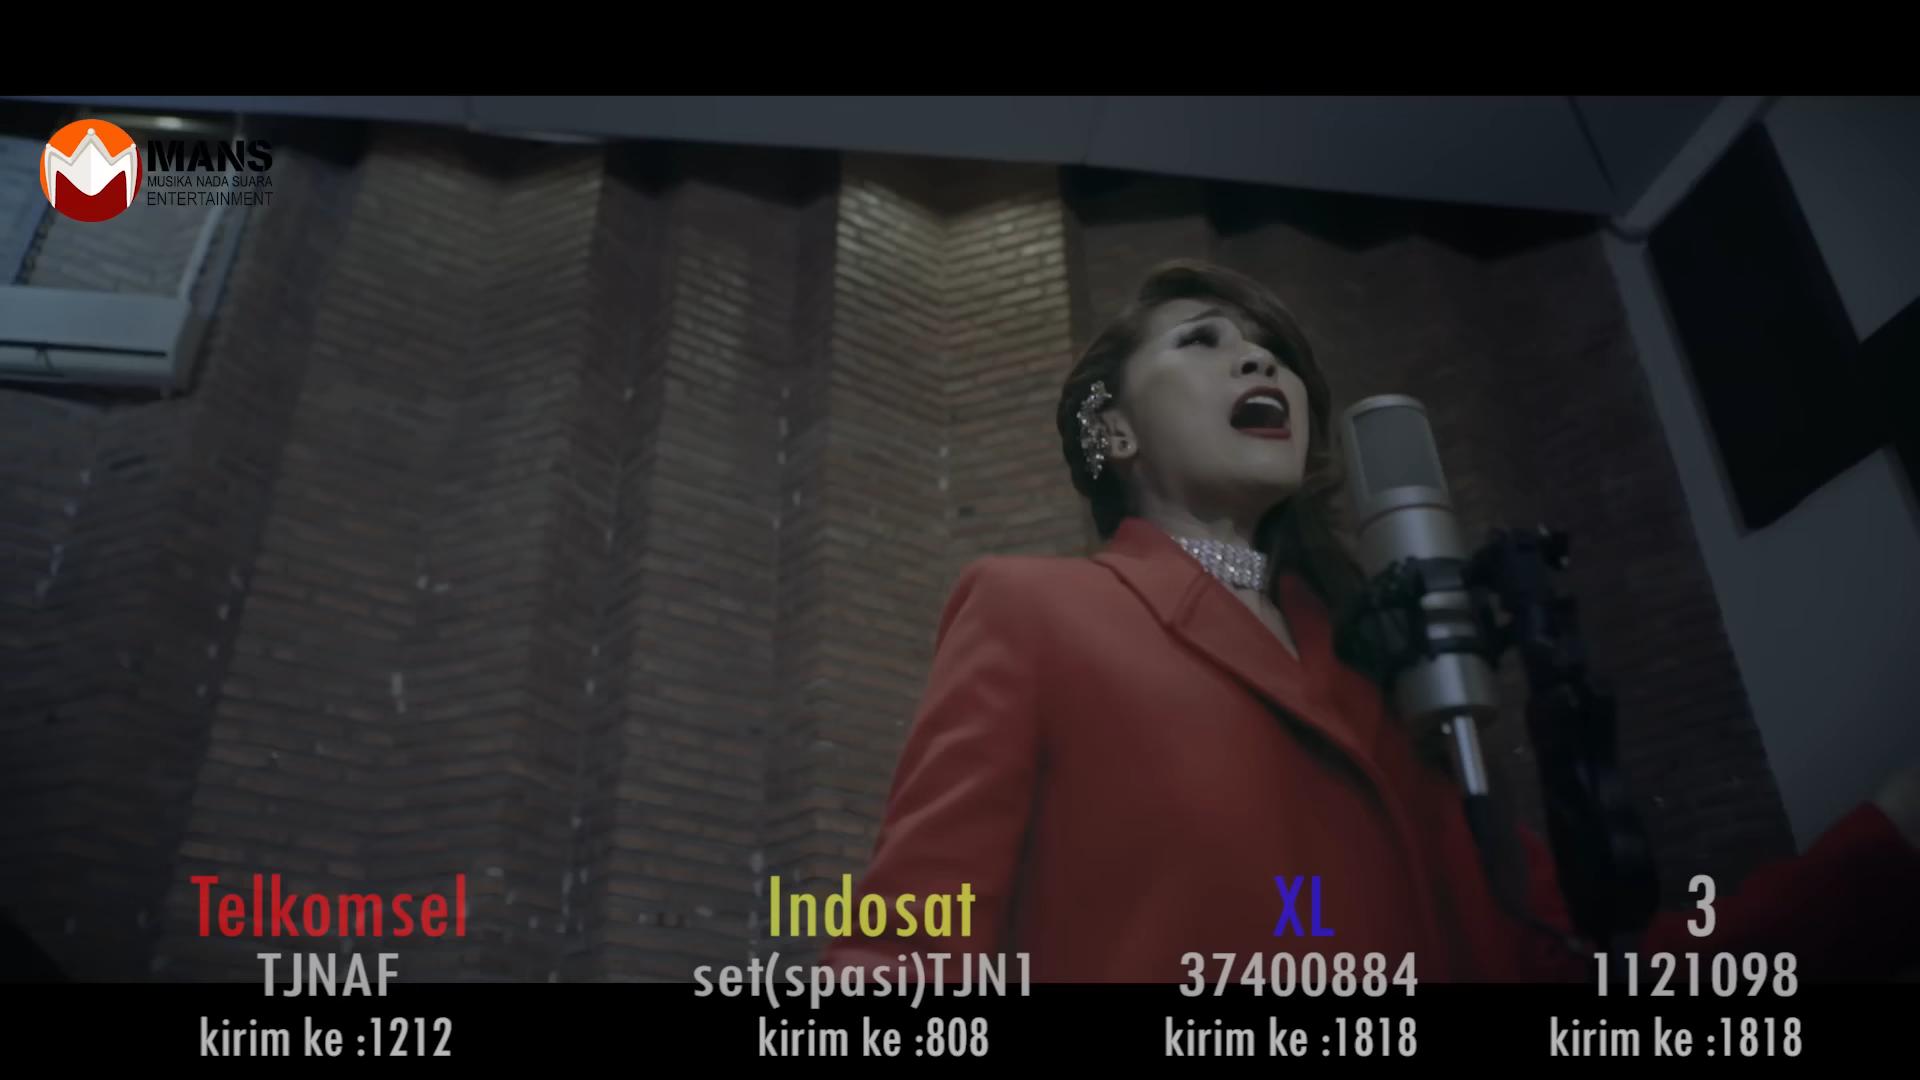 MANS
MUSIKA NADA SUARA
ENTERTAINMENT
Telkomsel
TJNAF
kirim ke :1212
Indosat
set(spasi)TJN1
kirim ke :808
XL
37400884
kirim ke :1818
3
1121098
kirim ke :1818